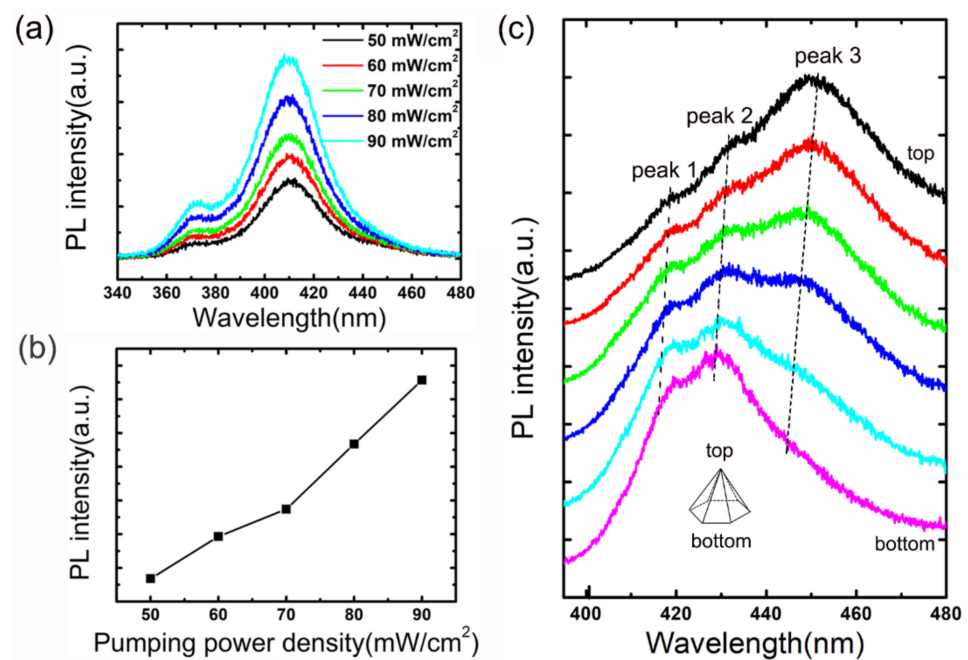 (a)
PL intensity(a.u.)
50 mW/cm²
60 mW/cm²
70 mW/cm²
80 mW/cm²
90 mW/cm²
340 360 380 400 420 440 460 480
Wavelength(nm)
(b)
PL intensity(a.u.)
50 60 70 80 90
Pumping power density(mW/cm²)
(c)
PL intensity(a.u.)
peak 3
peak 2
peak 1
top
top
bottom
bottom
400 420 440 460 480
Wavelength(nm)